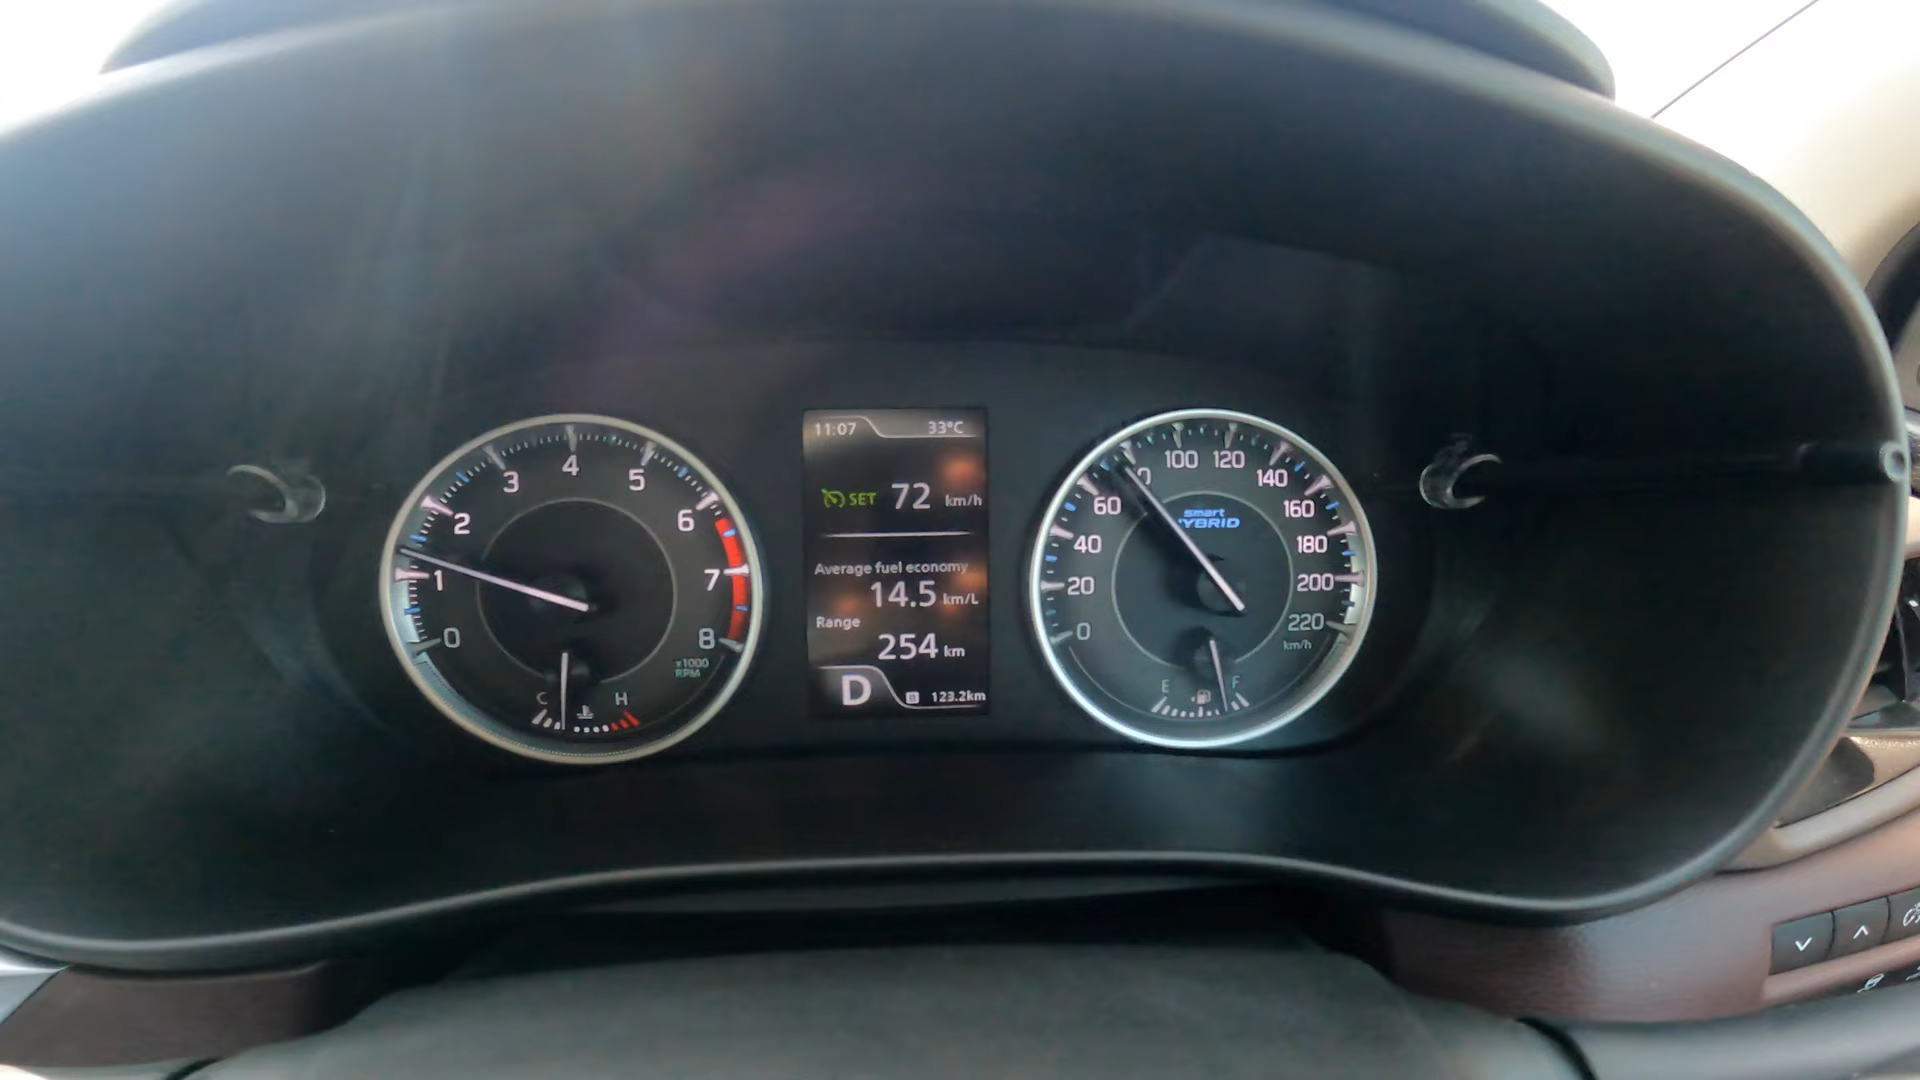 0
1
2
3
4
5
6
7
8
x1000
RPM
C H
11:07 33°C
SET 72 km/h
Average fuel economy
14.5 km/L
Range
254 km
D B 123.2km
0
20
40
60
100
120
140
160
180
200
220
km/h
smart
E F